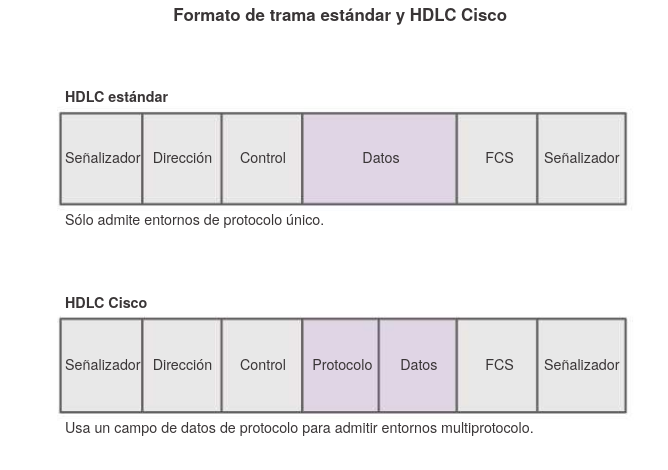 Formato de trama estándar y HDLC Cisco
HDLC estándar
Señalizador Dirección Control Datos FCS Señalizador
Sólo admite entornos de protocolo único.
HDLC Cisco
Señalizador Dirección Control Protocolo Datos FCS Señalizador
Usa un campo de datos de protocolo para admitir entornos multiprotocolo.